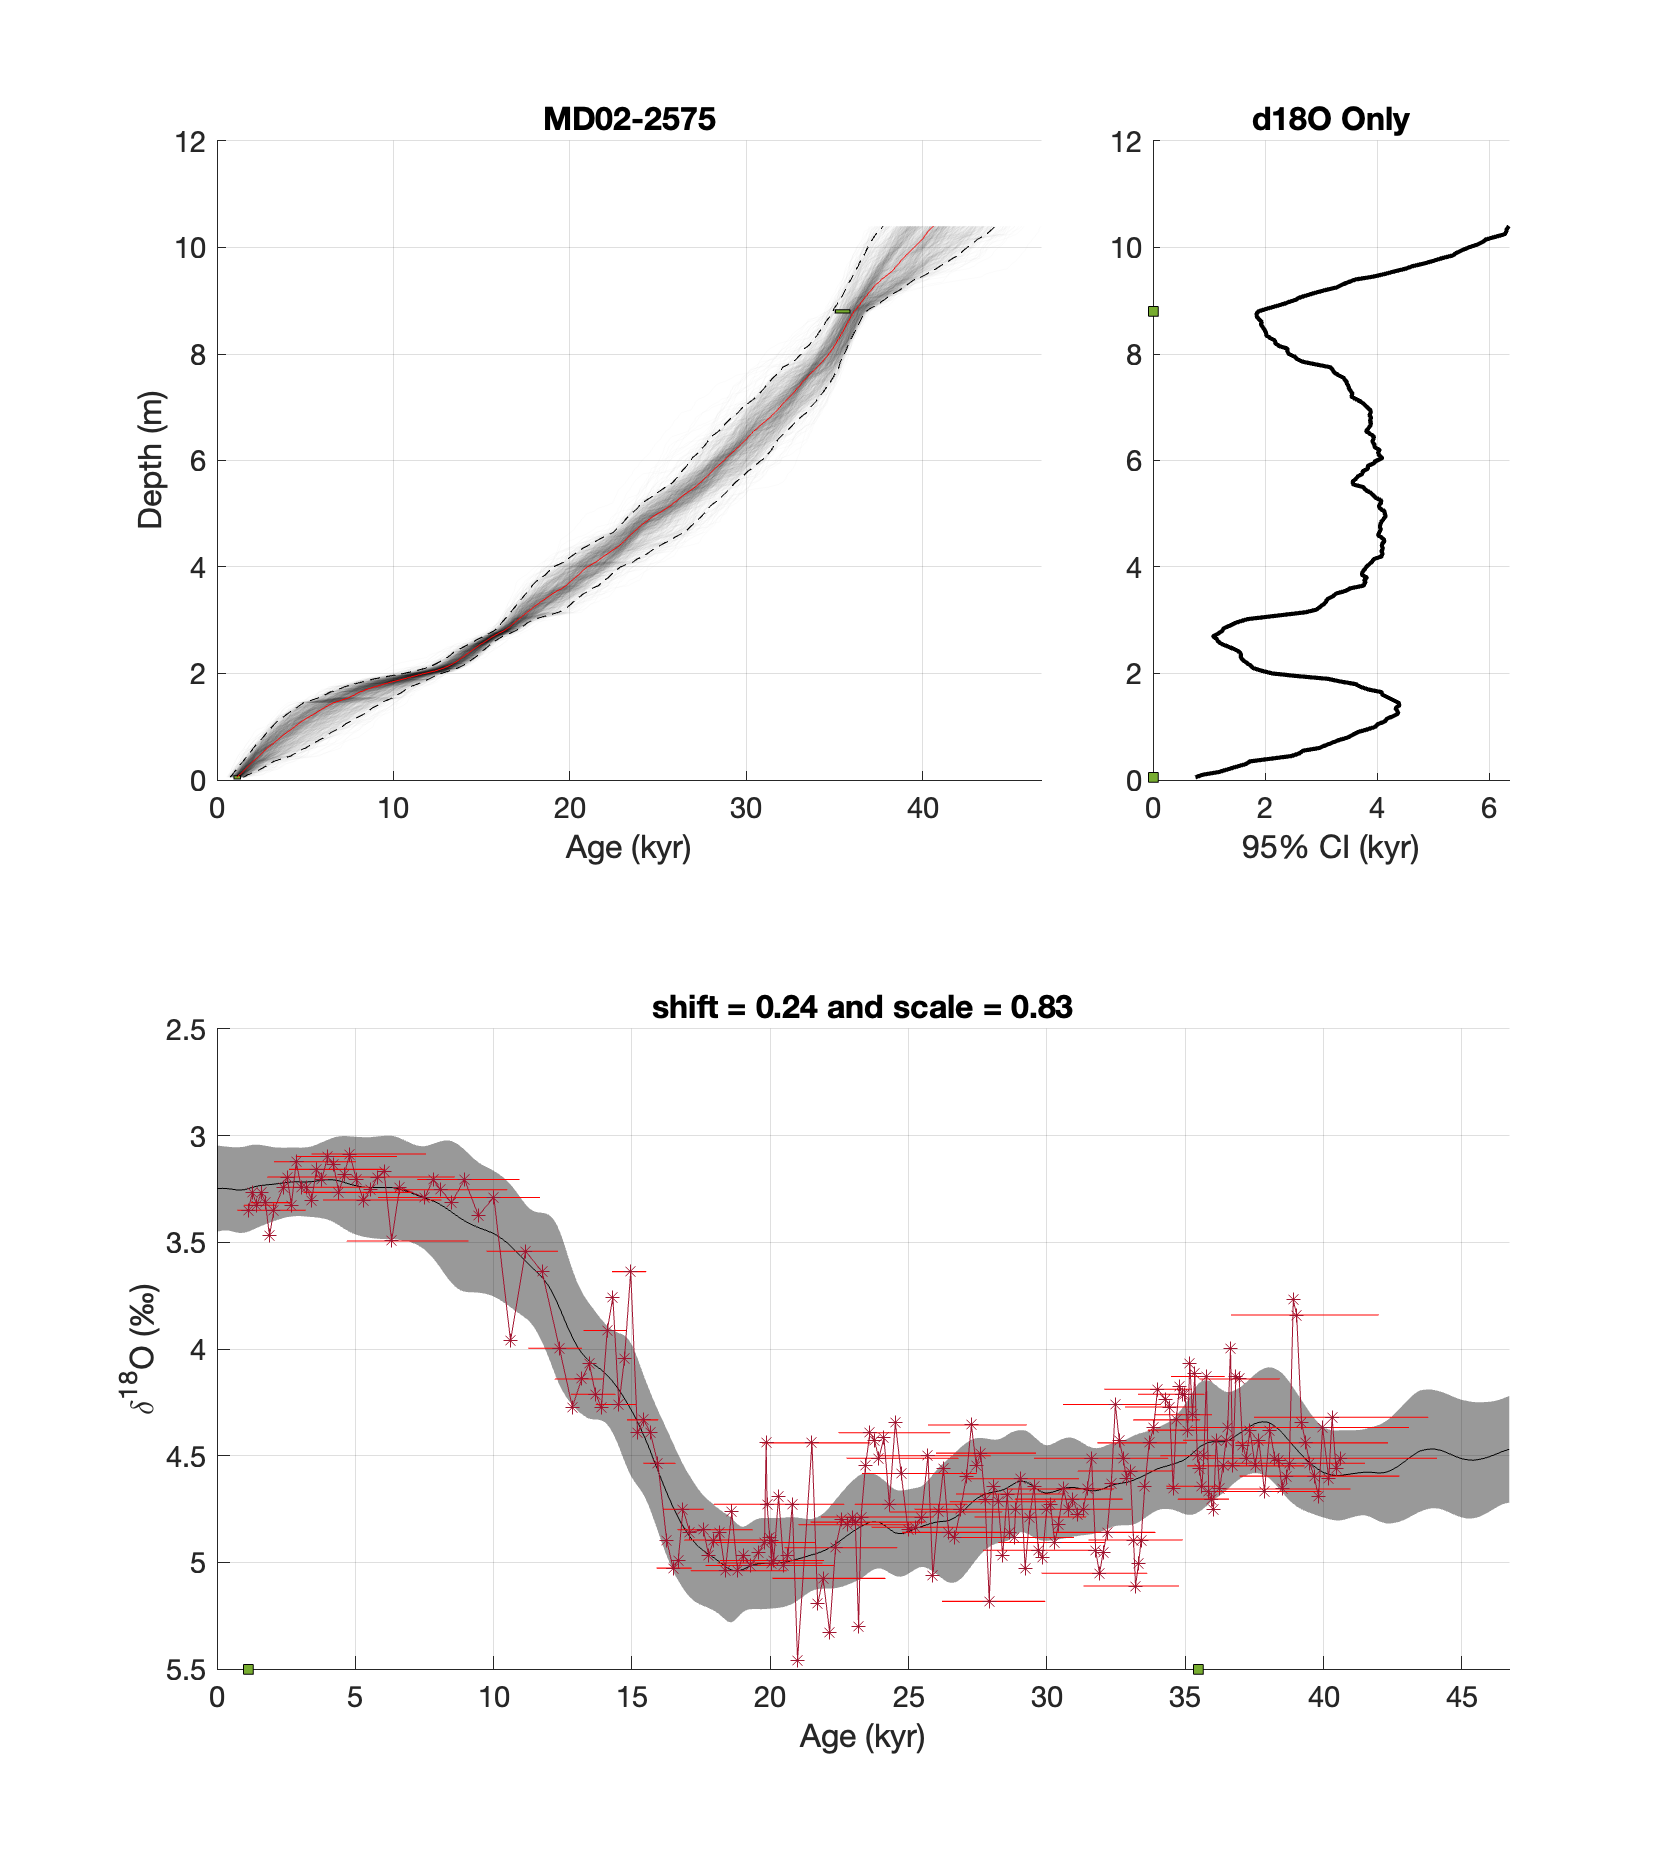 MD02-2575
d18O Only
12
10
8
6
4
2
0
Depth (m)
0 10 20 30 40
Age (kyr)
12
10
8
6
4
2
0
0 2 4 6
95% CI (kyr)
shift = 0.24 and scale = 0.83
2.5
3
3.5
4
4.5
5
5.5
δ18O (‰)
0 5 10 15 20 25 30 35 40 45
Age (kyr)